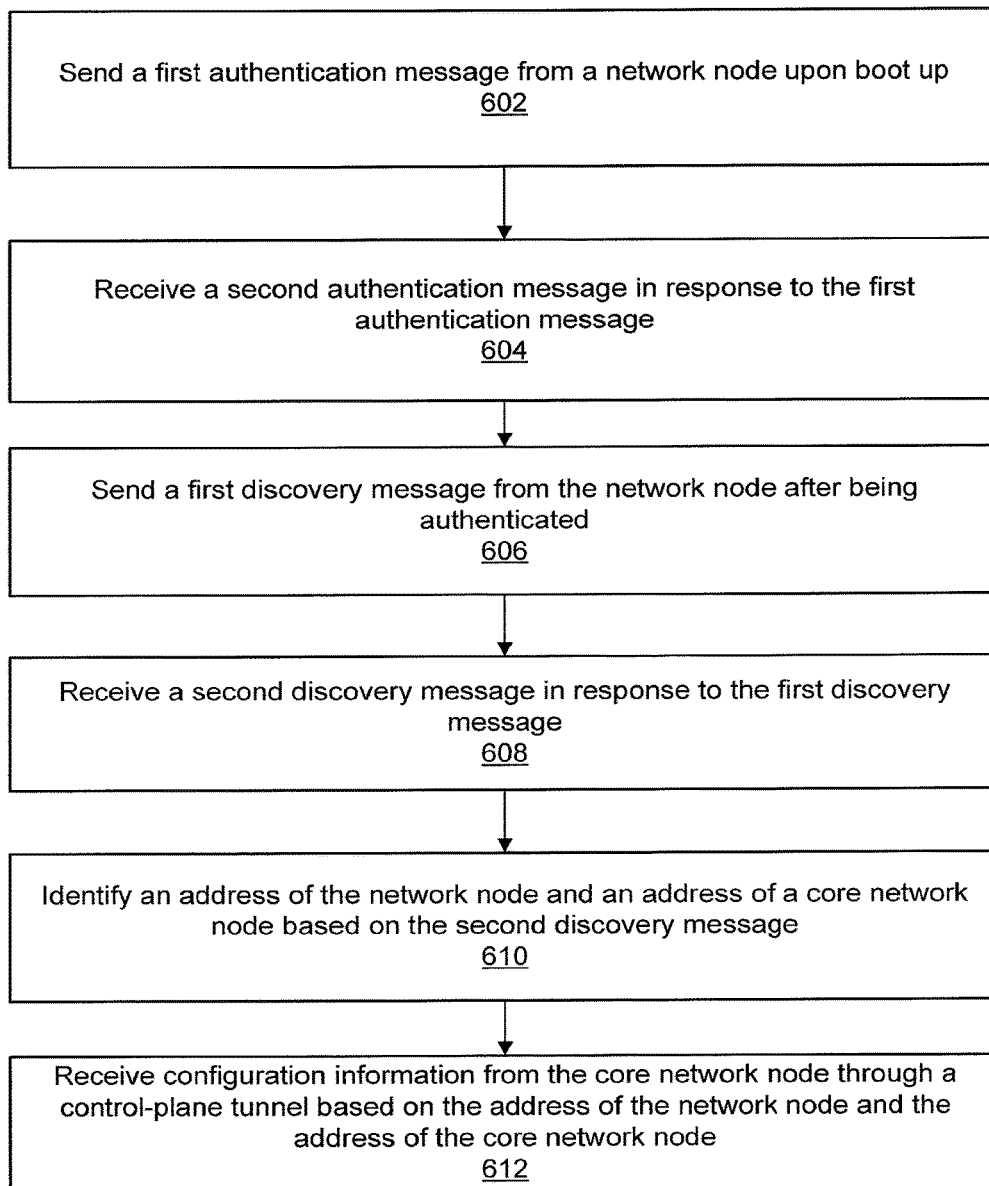 Send a first authentication message from a network node upon boot up
602
Receive a second authentication message in response to the first
authentication message
604
Send a first discovery message from the network node after being
authenticated
606
Receive a second discovery message in response to the first discovery
message
608
Identify an address of the network node and an address of a core network
node based on the second discovery message
610
Receive configuration information from the core network node through a
control-plane tunnel based on the address of the network node and the
address of the core network node
612